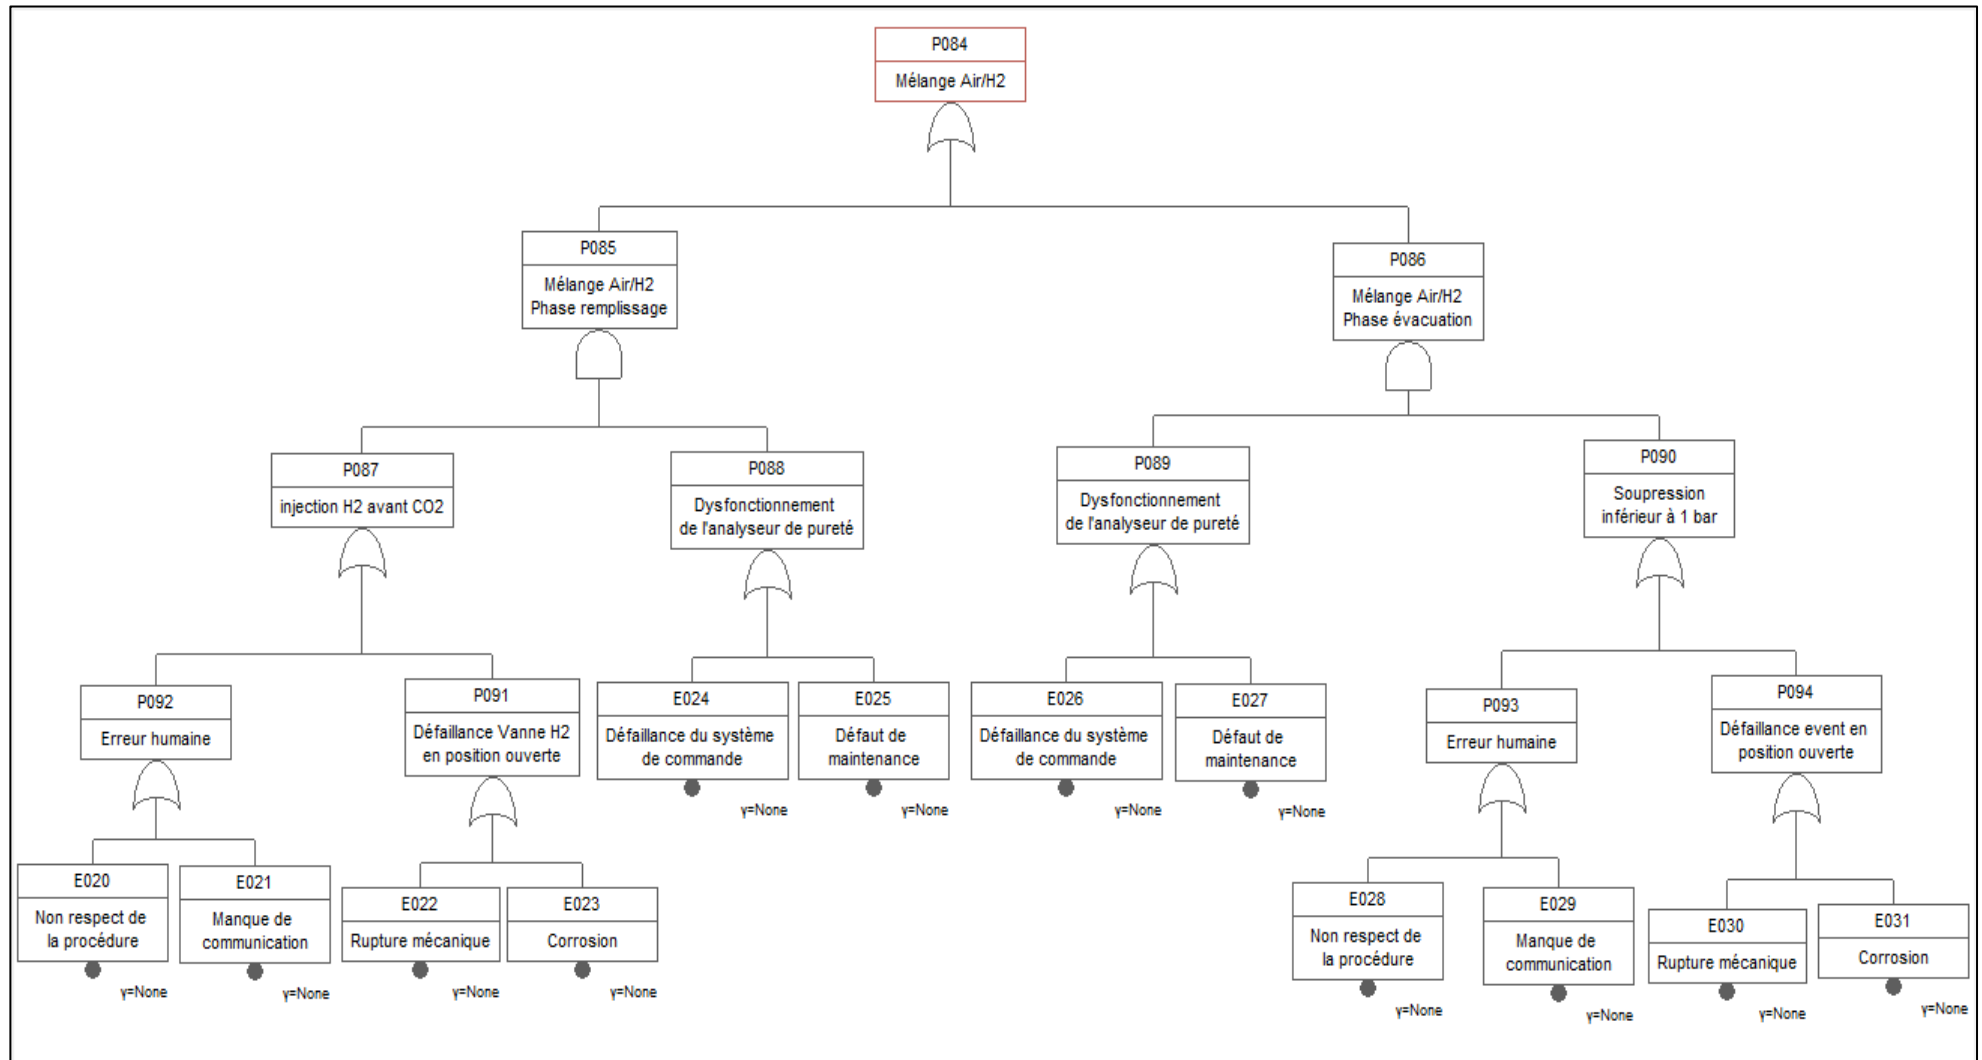 P084
Mélange Air/H2
P085
Mélange Air/H2
Phase remplissage
P086
Mélange Air/H2
Phase évacuation
P087
injection H2 avant CO2
P088
Dysfonctionnement
de l'analyseur de pureté
P089
Dysfonctionnement
de l'analyseur de pureté
P090
Soupression
inférieur à 1 bar
P092
Erreur humaine
P091
Défaillance Vanne H2
en position ouverte
E024
Défaillance du système
de commande
γ=None
E025
Défaut de
maintenance
γ=None
E026
Défaillance du système
de commande
γ=None
E027
Défaut de
maintenance
γ=None
P093
Erreur humaine
P094
Défaillance event en
position ouverte
E020
Non respect de
la procédure
γ=None
E021
Manque de
communication
γ=None
E022
Rupture mécanique
γ=None
E023
Corrosion
γ=None
E028
Non respect de
la procédure
γ=None
E029
Manque de
communication
γ=None
E030
Rupture mécanique
γ=None
E031
Corrosion
γ=None